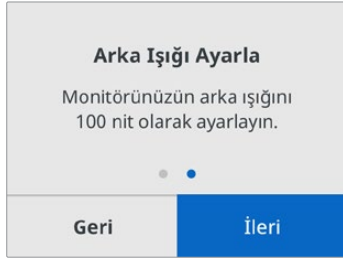 Arka Işığı Ayarla
Monitörünüzün arka ışığını
100 nit olarak ayarlayın.
Geri
İleri